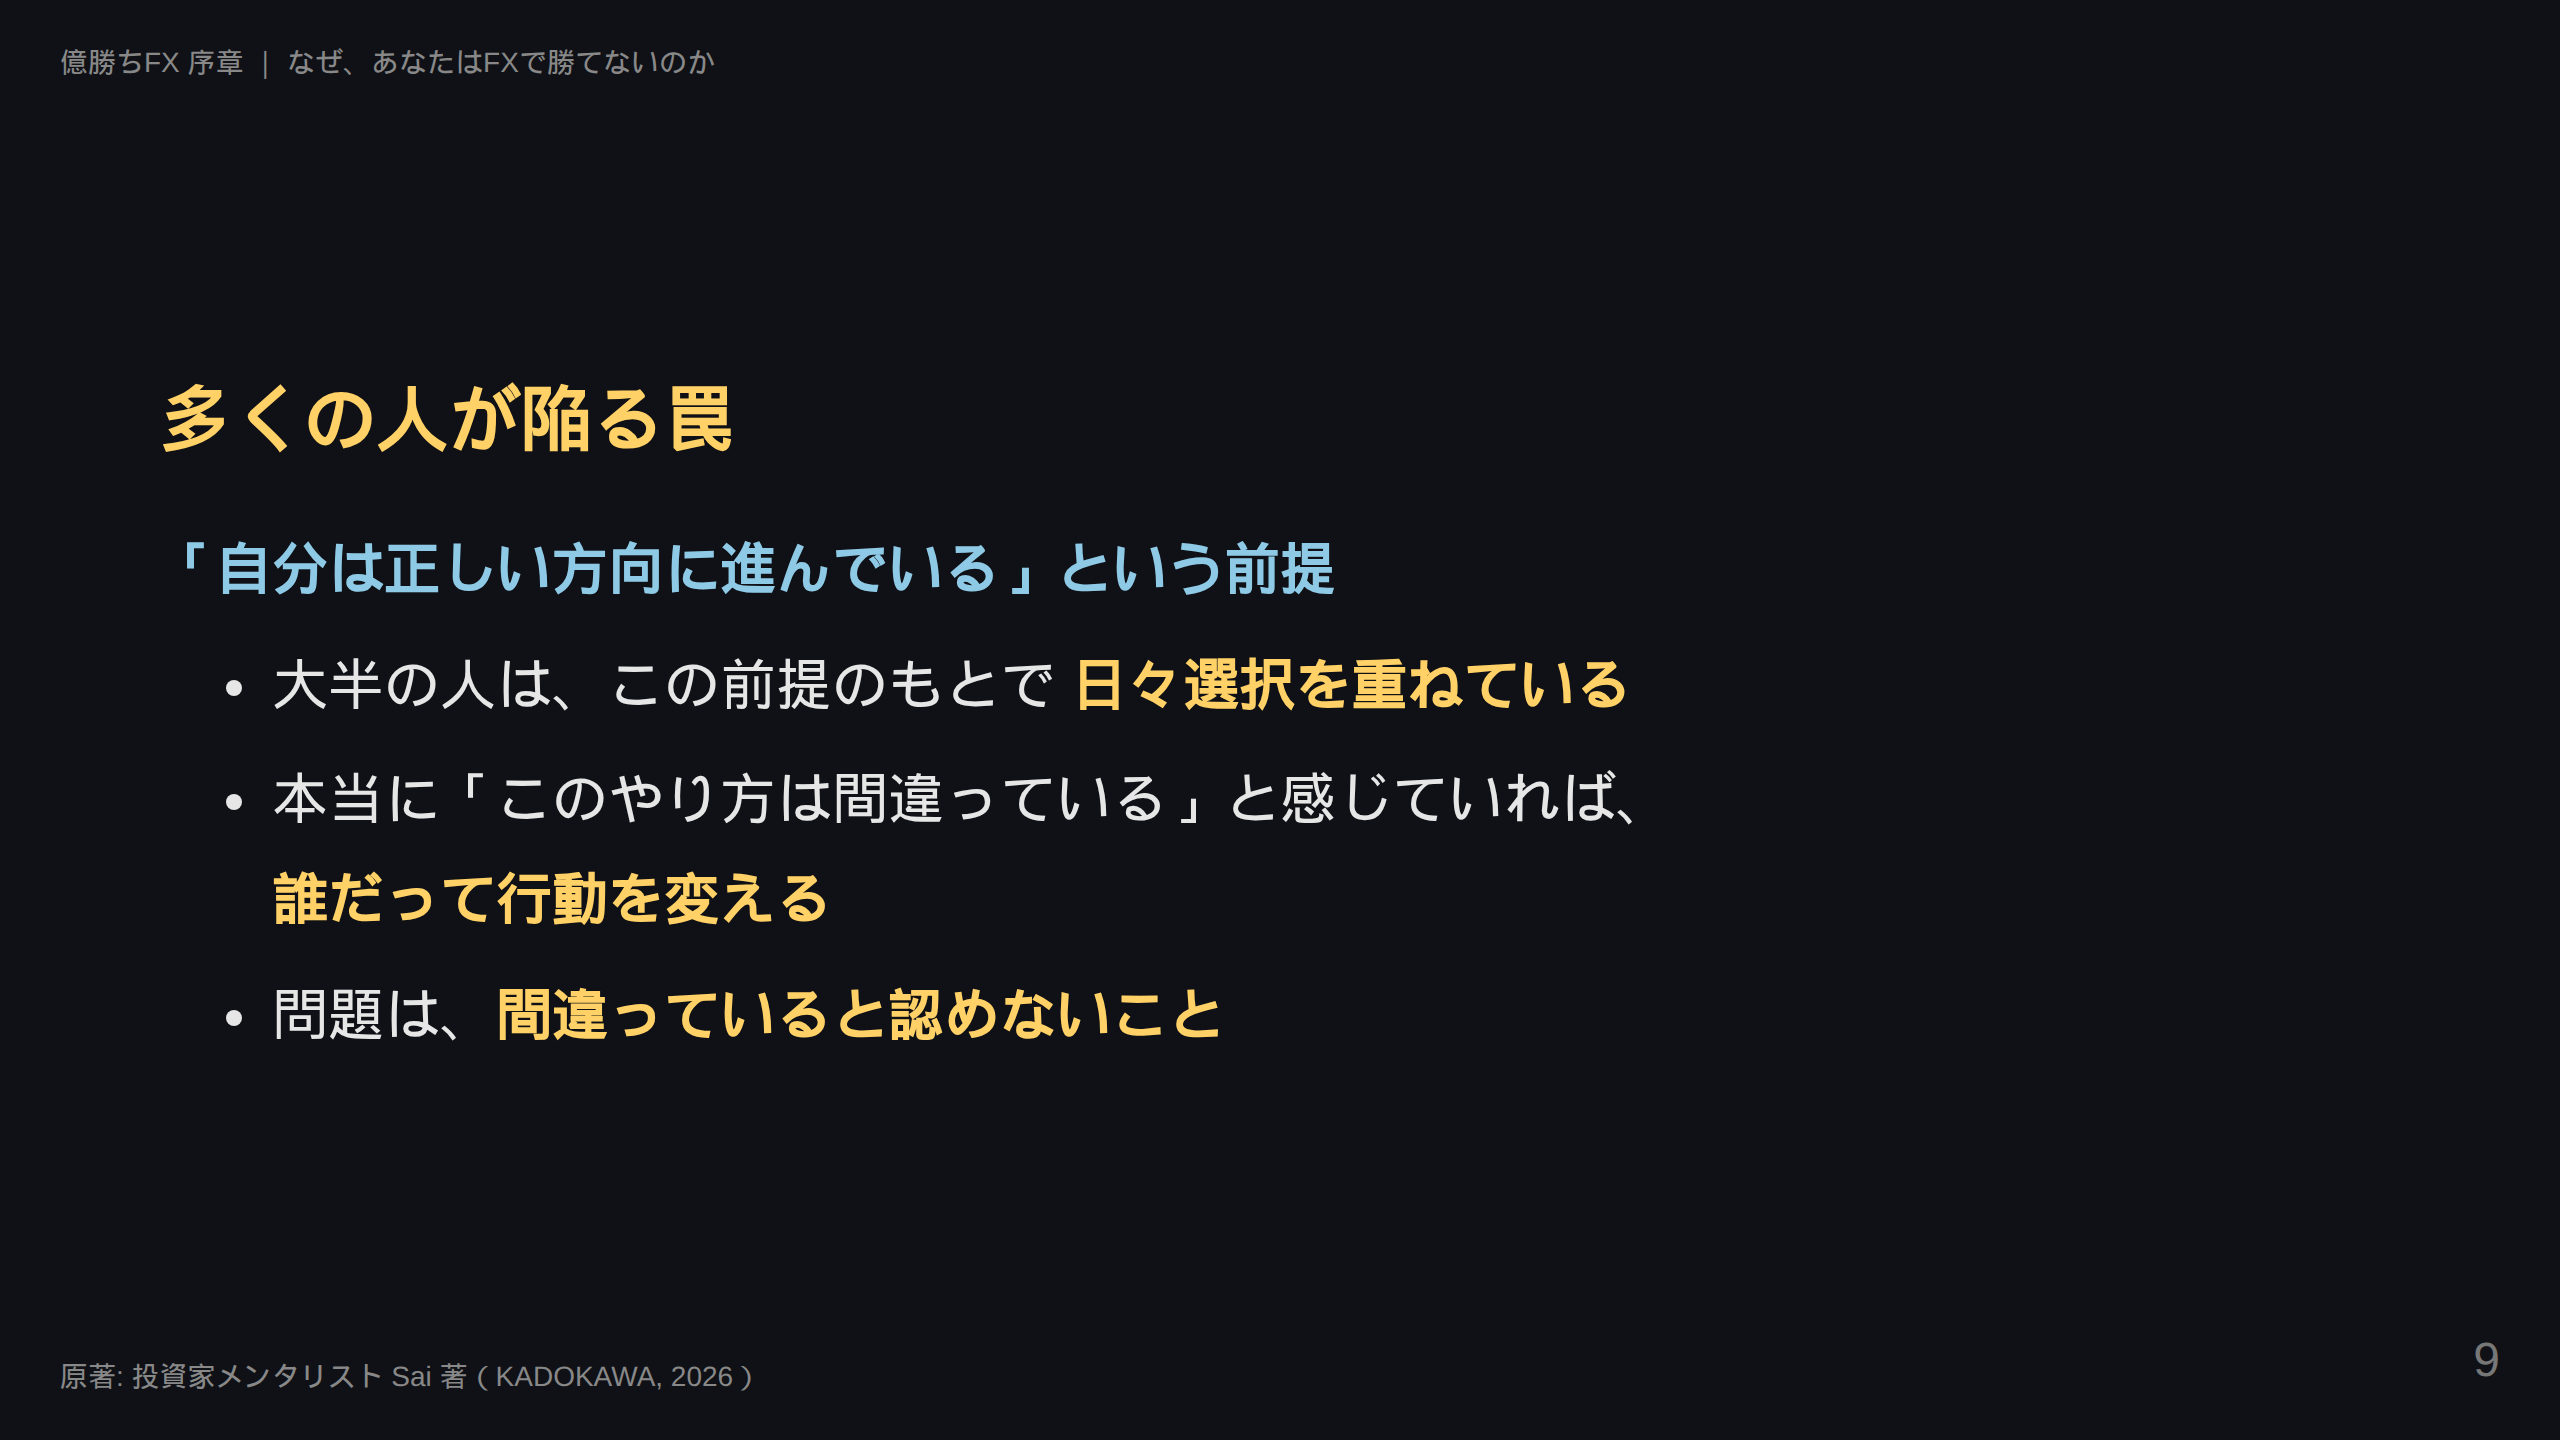 億勝ちFX 序章 ｜ なぜ、あなたはFXで勝てないのか
多くの人が陥る罠
「自分は正しい方向に進んでいる」という前提
• 大半の人は、この前提のもとで 日々選択を重ねている
• 本当に「このやり方は間違っている」と感じていれば、
誰だって行動を変える
• 問題は、間違っていると認めないこと
原著: 投資家メンタリスト Sai 著（KADOKAWA, 2026）
9